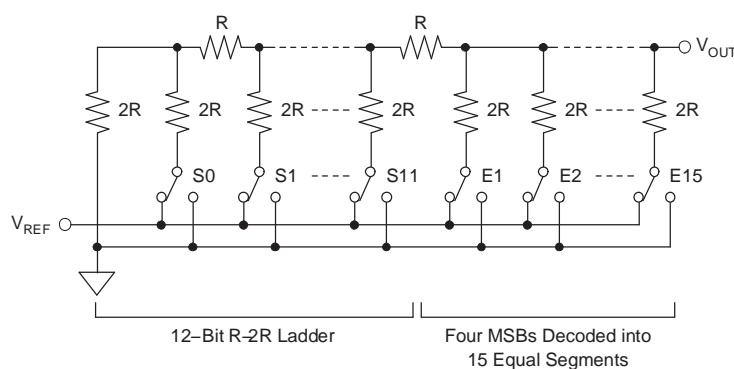 R R
V_OUT
2R 2R 2R 2R 2R 2R 2R
S0 S1 S11 E1 E2 E15
V_REF
12–Bit R–2R Ladder
Four MSBs Decoded into
15 Equal Segments